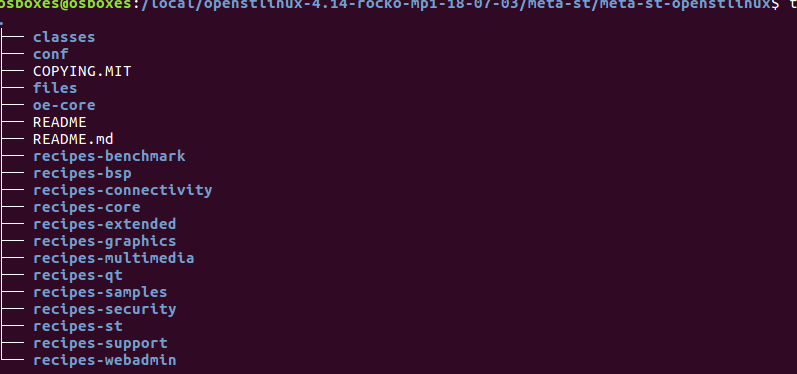 osboxes@osboxes:/local/openstlinux-4.14-rocko-mp1-18-07-03/meta-st/meta-st-openstlinux$ t
.
├── classes
├── conf
├── COPYING.MIT
├── files
├── oe-core
├── README
├── README.md
├── recipes-benchmark
├── recipes-bsp
├── recipes-connectivity
├── recipes-core
├── recipes-extended
├── recipes-graphics
├── recipes-multimedia
├── recipes-qt
├── recipes-samples
├── recipes-security
├── recipes-st
├── recipes-support
└── recipes-webadmin